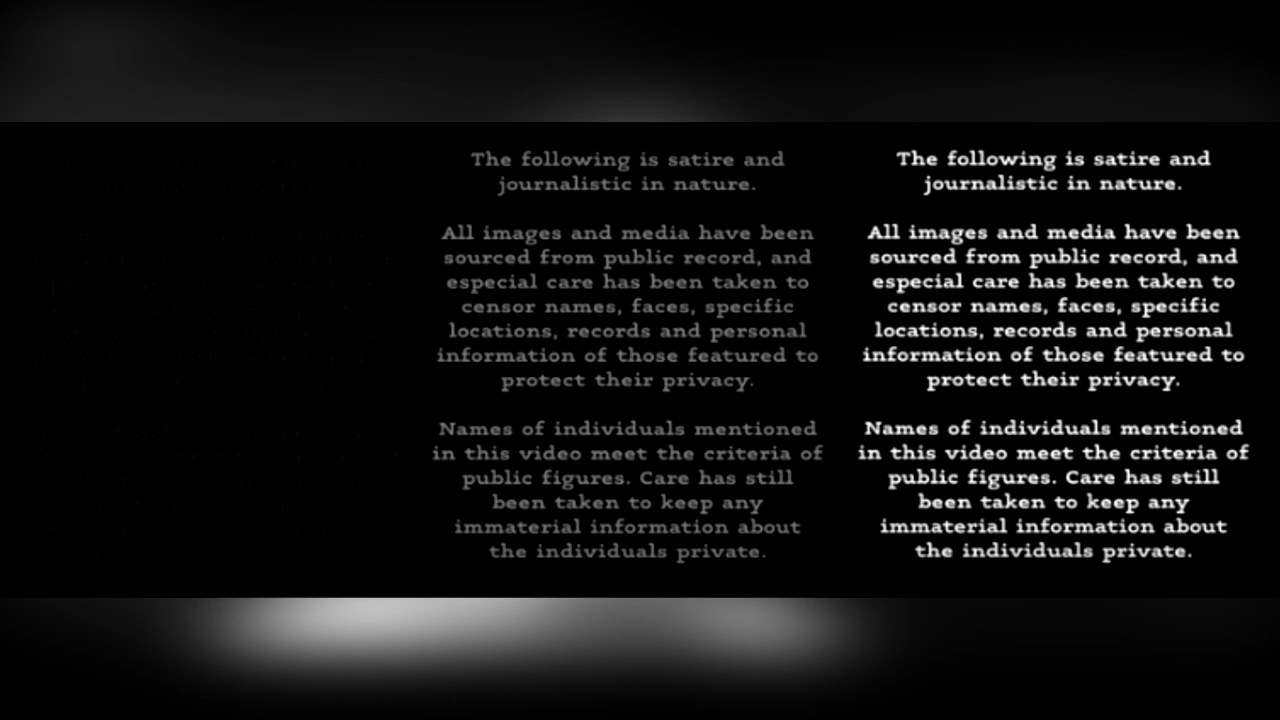 The following is satire and
journalistic in nature.
All images and media have been
sourced from public record, and
especial care has been taken to
censor names, faces, specific
locations, records and personal
information of those featured to
protect their privacy.
Names of individuals mentioned
in this video meet the criteria of
public figures. Care has still
been taken to keep any
immaterial information about
the individuals private.
The following is satire and
journalistic in nature.
All images and media have been
sourced from public record, and
especial care has been taken to
censor names, faces, specific
locations, records and personal
information of those featured to
protect their privacy.
Names of individuals mentioned
in this video meet the criteria of
public figures. Care has still
been taken to keep any
immaterial information about
the individuals private.